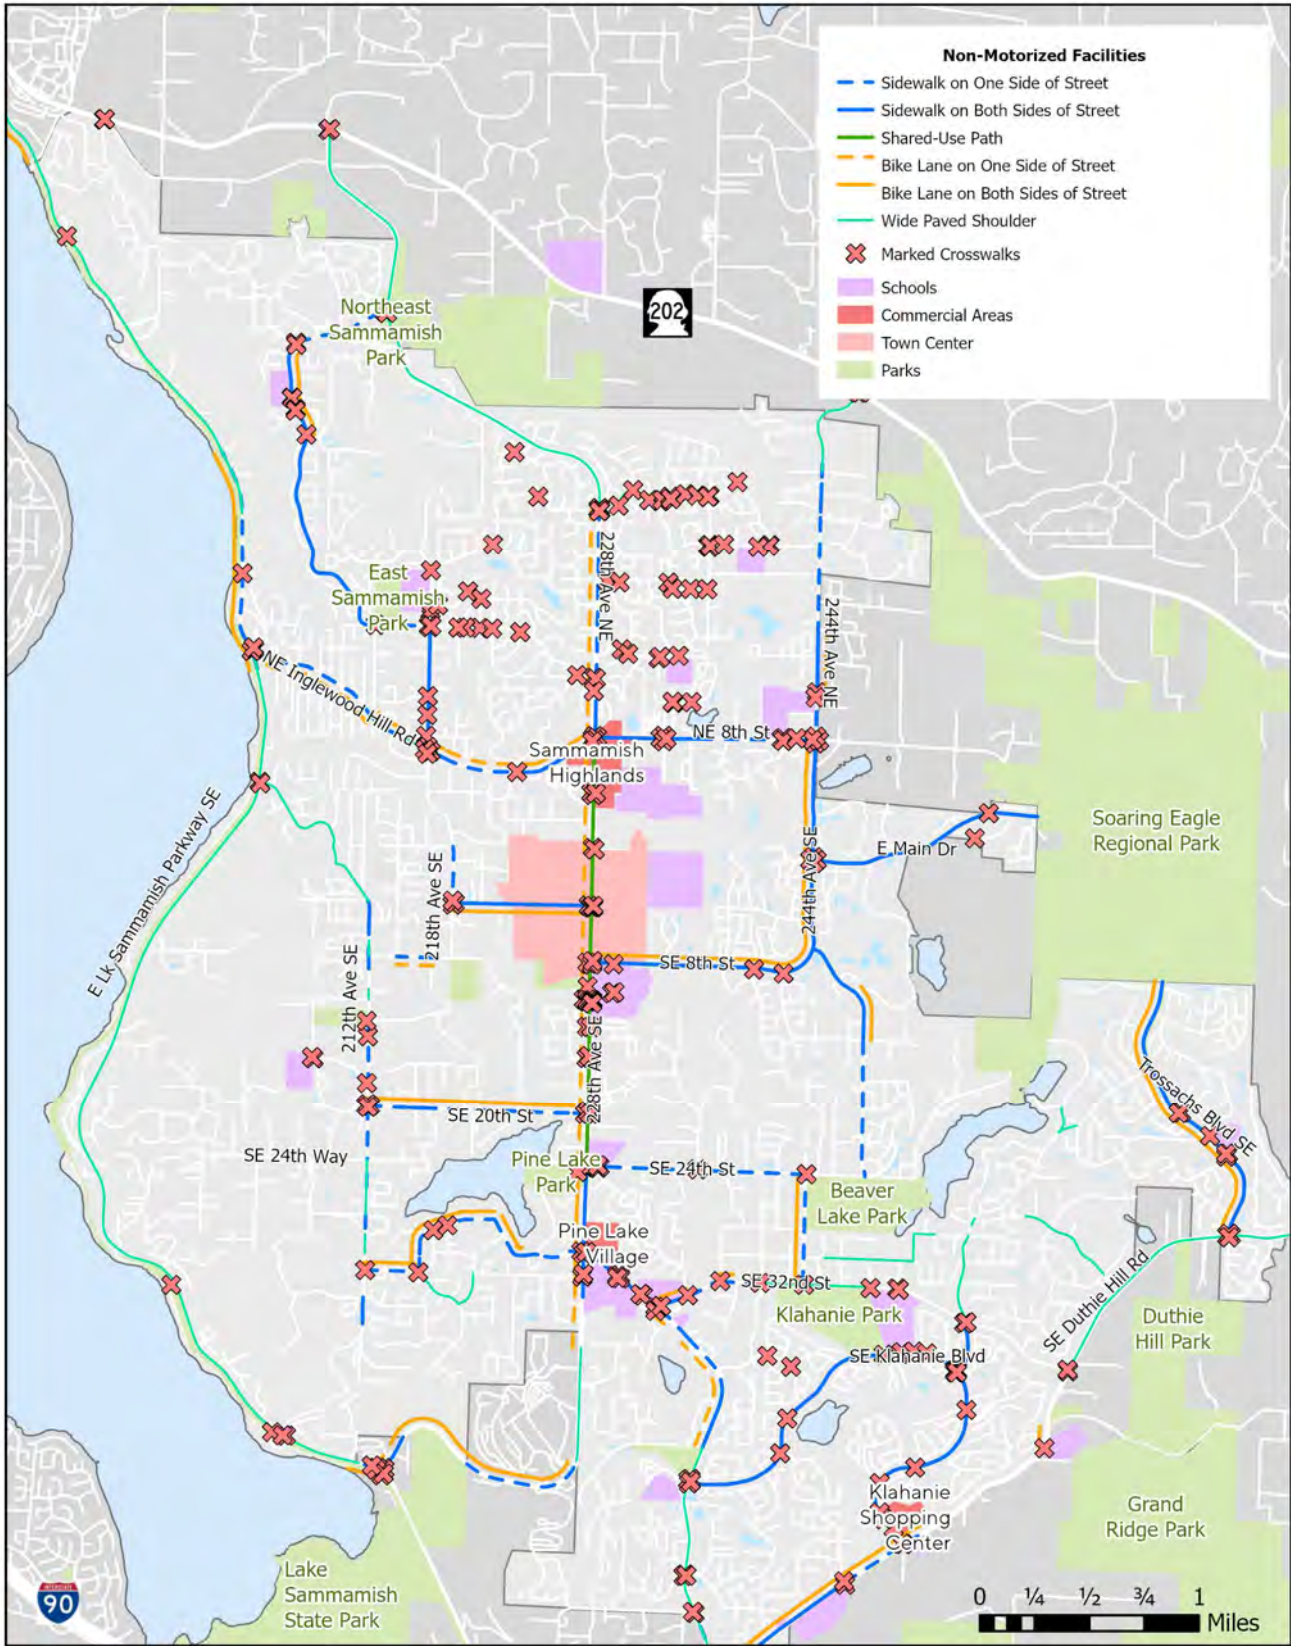 Non-Motorized Facilities
Sidewalk on One Side of Street
Sidewalk on Both Sides of Street
Shared-Use Path
Bike Lane on One Side of Street
Bike Lane on Both Sides of Street
Wide Paved Shoulder
Marked Crosswalks
Schools
Commercial Areas
Town Center
Parks
202
Northeast
Sammamish
Park
228th Ave NE
East
Sammamish
Park
244th Ave NE
NE Inglewood Hill Rd
NE 8th St
Sammamish
Highlands
E Lk Sammamish Parkway SE
Soaring Eagle
Regional Park
E Main Dr
218th Ave SE
244th Ave SE
SE 8th St
212th Ave SE
228th Ave SE
Trossachs Blvd SE
SE 20th St
SE 24th Way
Pine Lake
Park
SE 24th St
Beaver
Lake Park
Pine Lake
Village
SE 32nd St
Klahanie Park
SE Duthie Hill Rd
Duthie
Hill Park
SE Klahanie Blvd
Klahanie
Shopping
Center
Grand
Ridge Park
Lake
Sammamish
State Park
INTERSTATE
90
0 1/4 1/2 3/4 1
Miles